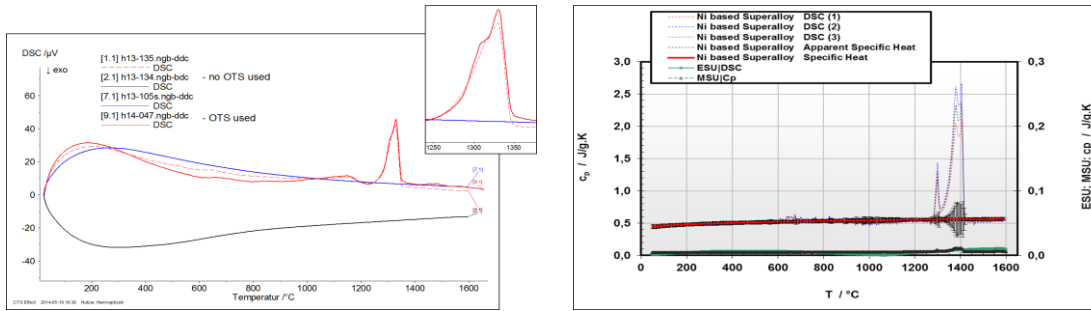 DSC /µV
↓ exo
[1.1] h13-135.ngb-ddc
DSC
[2.1] h13-134.ngb-bdc
DSC
- no OTS used
[7.1] h13-105s.ngb-ddc
DSC
[9.1] h14-047.ngb-ddc
DSC
- OTS used
60
40
20
0
-20
-40
200
400
600
800
1000
1200
1400
1600
Temperatur /°C
[7.1]
[9.1]
1250
1300
1350
Ni based Superalloy DSC (1)
Ni based Superalloy DSC (2)
Ni based Superalloy DSC (3)
Ni based Superalloy Apparent Specific Heat
Ni based Superalloy Specific Heat
ESU|DSC
MSU|Cp
3,0
2,5
2,0
1,5
1,0
0,5
0,0
cp / J/g.K
0,3
0,2
0,1
0,0
ESU; MSU; cp / J/g.K
0
200
400
600
800
1000
1200
1400
1600
T / °C